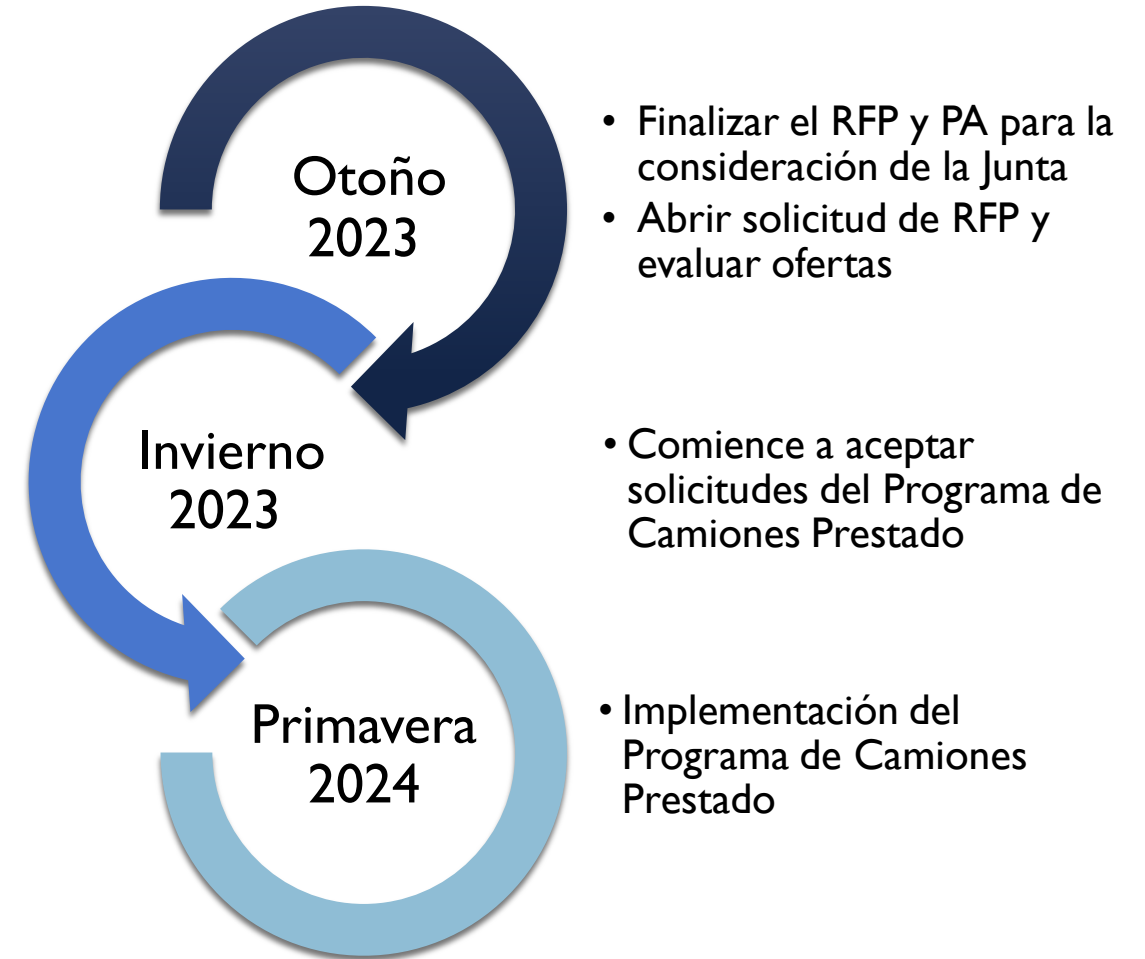 Otoño
2023
• Finalizar el RFP y PA para la
consideración de la Junta
• Abrir solicitud de RFP y
evaluar ofertas
Invierno
2023
• Comience a aceptar
solicitudes del Programa de
Camiones Prestado
Primavera
2024
• Implementación del
Programa de Camiones
Prestado